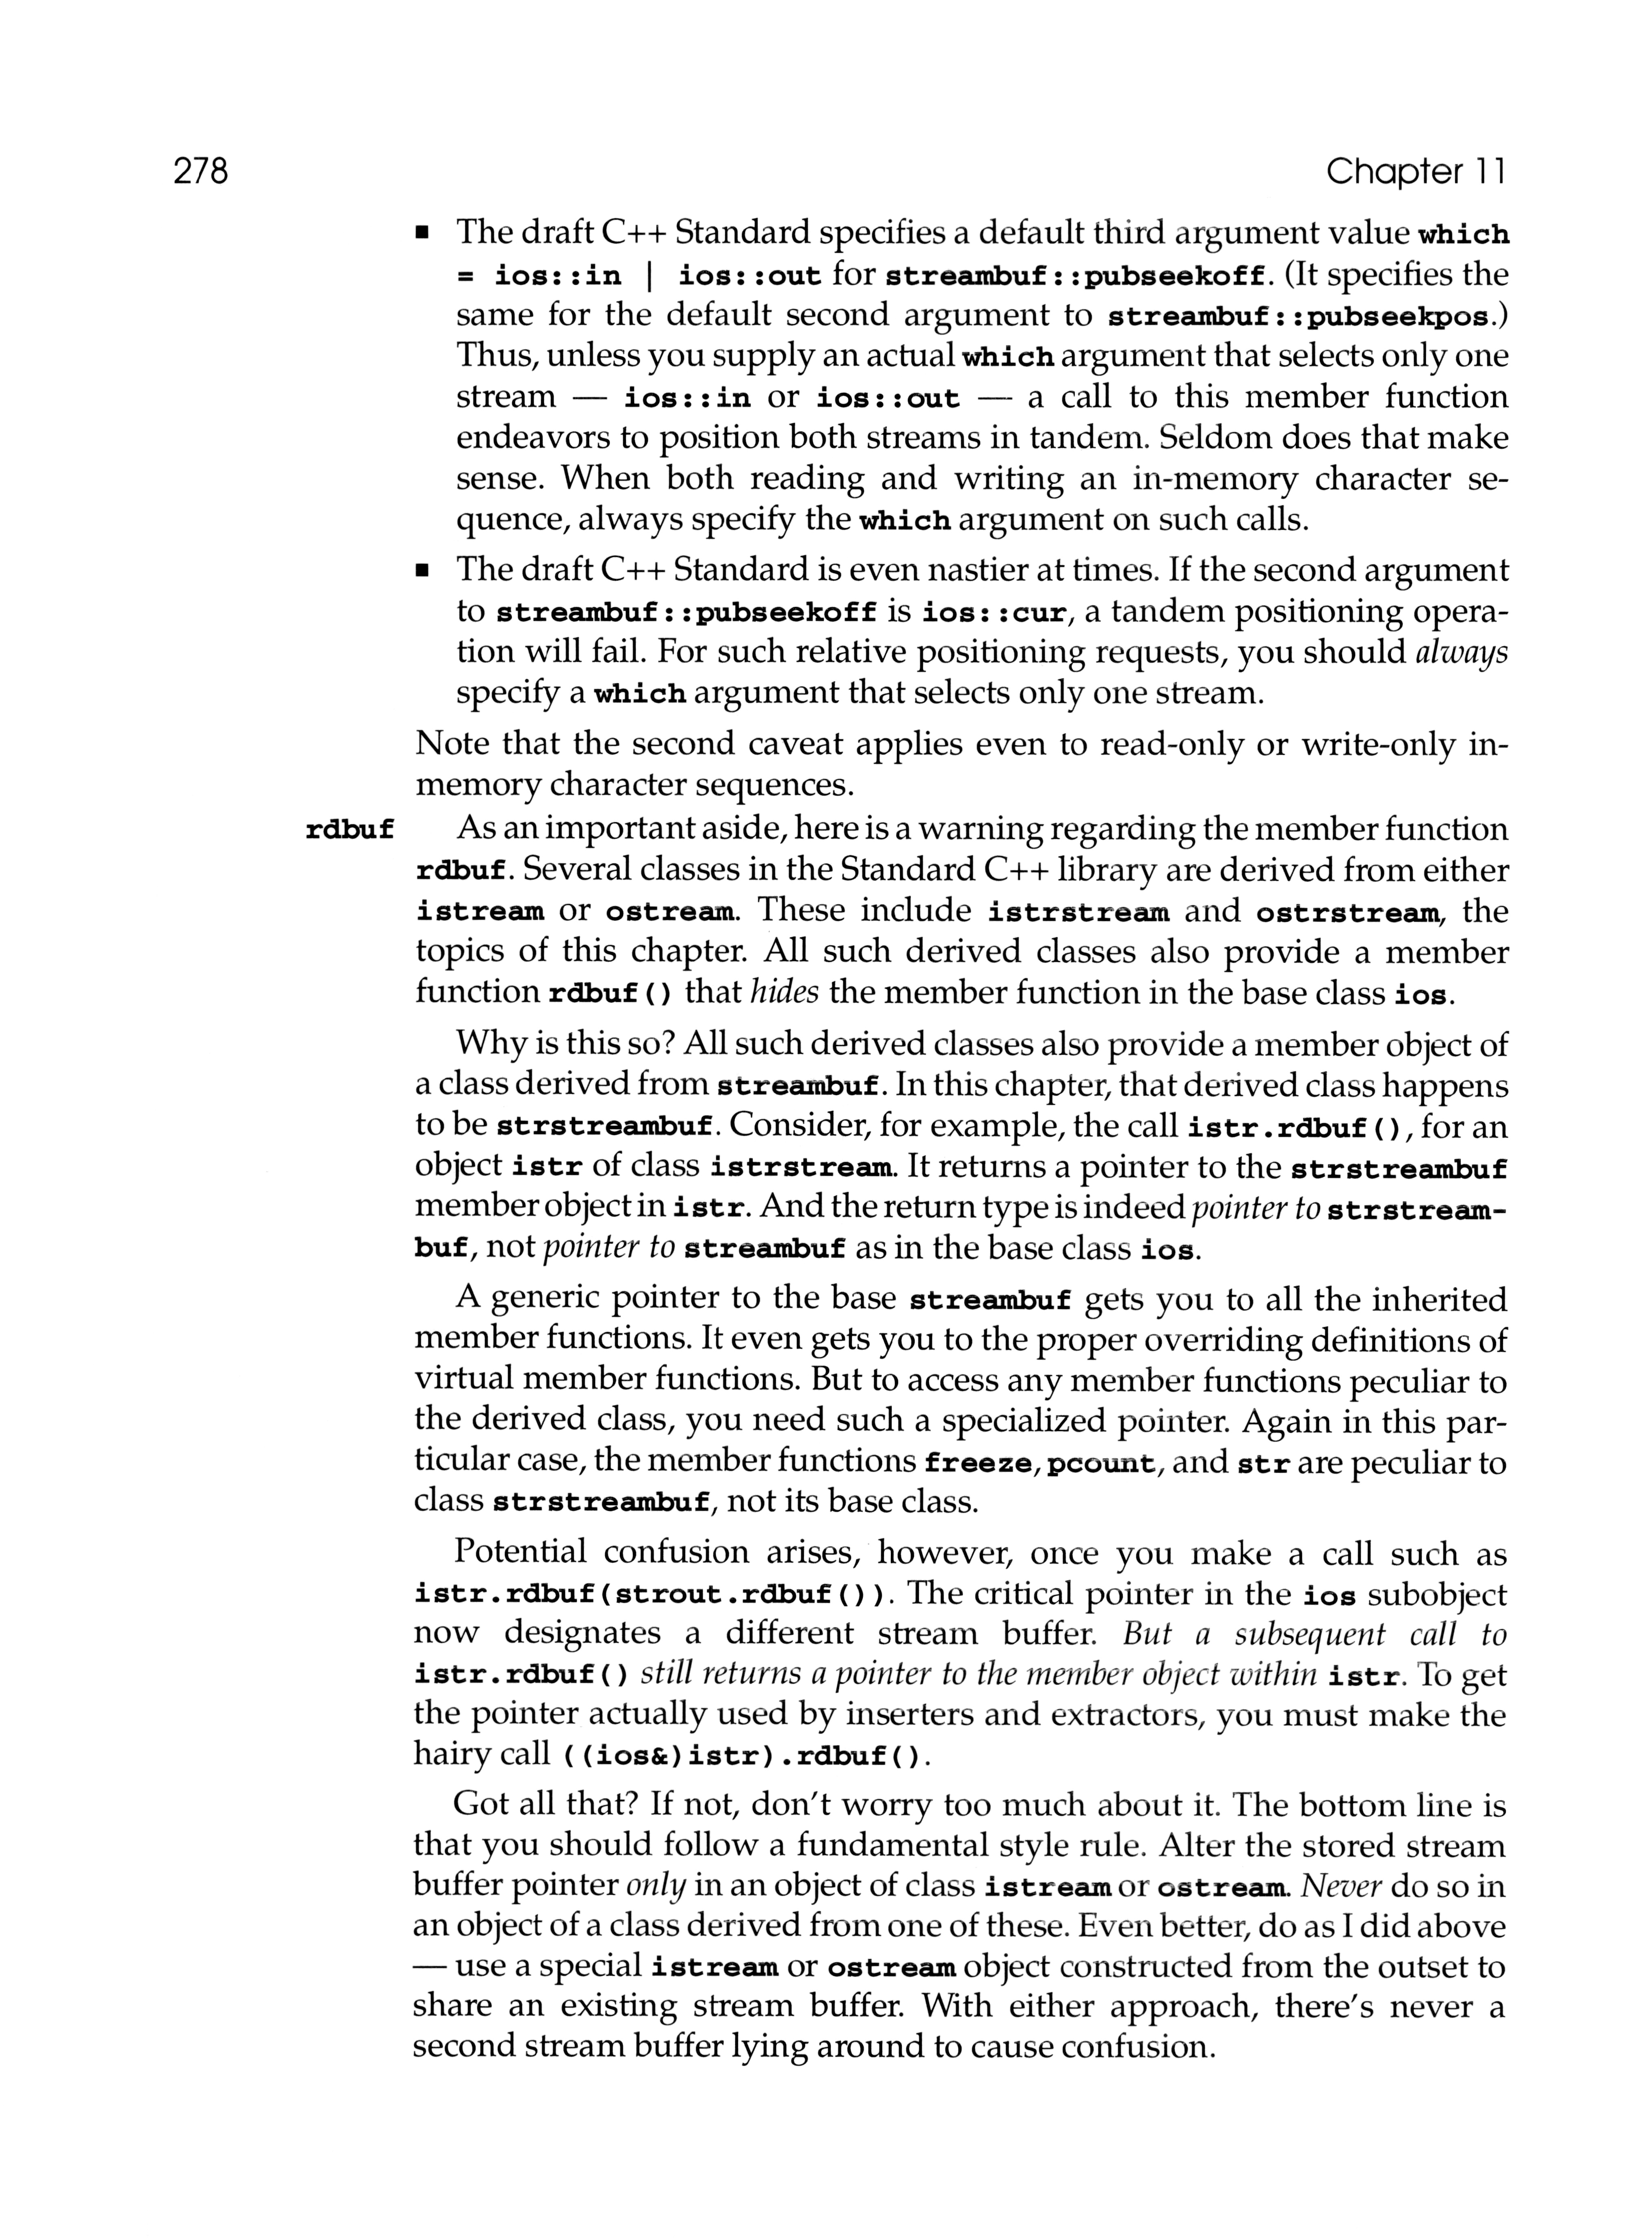 278 Chapter 11
▪ The draft C++ Standard specifies a default third argument value which
= ios::in | ios::out for streambuf::pubseekoff. (It specifies the
same for the default second argument to streambuf::pubseekpos.)
Thus, unless you supply an actual which argument that selects only one
stream — ios::in or ios::out — a call to this member function
endeavors to position both streams in tandem. Seldom does that make
sense. When both reading and writing an in-memory character se-
quence, always specify the which argument on such calls.
▪ The draft C++ Standard is even nastier at times. If the second argument
to streambuf::pubseekoff is ios::cur, a tandem positioning opera-
tion will fail. For such relative positioning requests, you should always
specify a which argument that selects only one stream.
Note that the second caveat applies even to read-only or write-only in-
memory character sequences.
rdbuf As an important aside, here is a warning regarding the member function
rdbuf. Several classes in the Standard C++ library are derived from either
istream or ostream. These include istrstream and ostrstream, the
topics of this chapter. All such derived classes also provide a member
function rdbuf() that hides the member function in the base class ios.
Why is this so? All such derived classes also provide a member object of
a class derived from streambuf. In this chapter, that derived class happens
to be strstreambuf. Consider, for example, the call istr.rdbuf(), for an
object istr of class istrstream. It returns a pointer to the strstreambuf
member object in istr. And the return type is indeed pointer to strstream-
buf, not pointer to streambuf as in the base class ios.
A generic pointer to the base streambuf gets you to all the inherited
member functions. It even gets you to the proper overriding definitions of
virtual member functions. But to access any member functions peculiar to
the derived class, you need such a specialized pointer. Again in this par-
ticular case, the member functions freeze, pcount, and str are peculiar to
class strstreambuf, not its base class.
Potential confusion arises, however, once you make a call such as
istr.rdbuf(strout.rdbuf()). The critical pointer in the ios subobject
now designates a different stream buffer. But a subsequent call to
istr.rdbuf() still returns a pointer to the member object within istr. To get
the pointer actually used by inserters and extractors, you must make the
hairy call ((ios&)istr).rdbuf().
Got all that? If not, don't worry too much about it. The bottom line is
that you should follow a fundamental style rule. Alter the stored stream
buffer pointer only in an object of class istream or ostream. Never do so in
an object of a class derived from one of these. Even better, do as I did above
— use a special istream or ostream object constructed from the outset to
share an existing stream buffer. With either approach, there's never a
second stream buffer lying around to cause confusion.